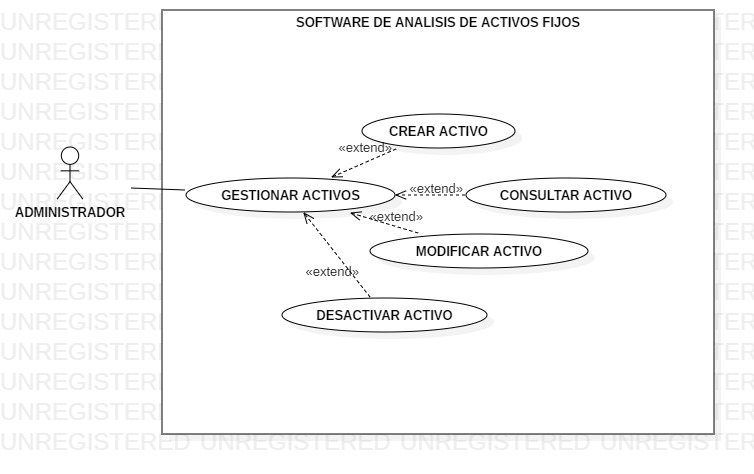 SOFTWARE DE ANALISIS DE ACTIVOS FIJOS
CREAR ACTIVO
«extend»
ADMINISTRADOR
GESTIONAR ACTIVOS
«extend»
CONSULTAR ACTIVO
«extend»
MODIFICAR ACTIVO
«extend»
DESACTIVAR ACTIVO
UNREGISTERED UNREGISTERED UNREGISTERED UNREGISTERED